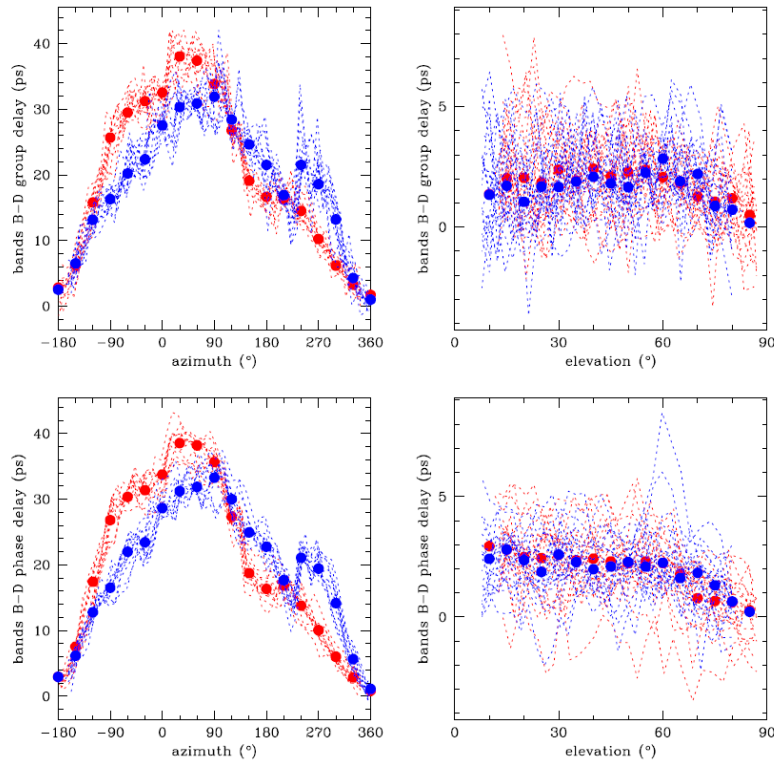 bands B−D group delay (ps)
40
30
20
10
0
−180 −90 0 90 180 270 360
azimuth (°)
bands B−D group delay (ps)
5
0
0 30 60 90
elevation (°)
bands B−D phase delay (ps)
40
30
20
10
0
−180 −90 0 90 180 270 360
azimuth (°)
bands B−D phase delay (ps)
5
0
0 30 60 90
elevation (°)